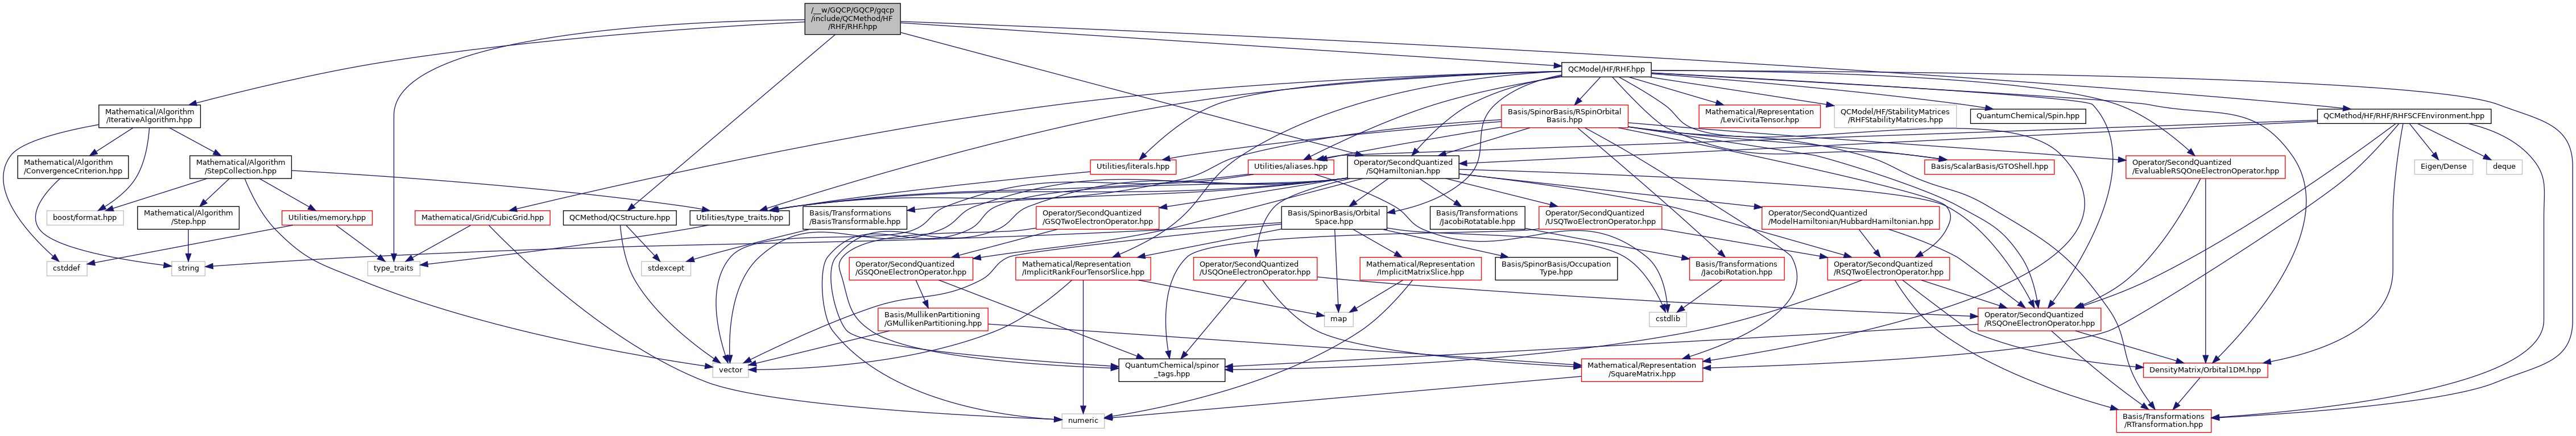 /__w/GQCP/GQCP/gqcp
/include/QCMethod/HF
/RHF/RHF.hpp
QCModel/HF/RHF.hpp
Mathematical/Algorithm
/IterativeAlgorithm.hpp
Basis/SpinorBasis/RSpinOrbital
Basis.hpp
Mathematical/Representation
/LeviCivitaTensor.hpp
QCModel/HF/StabilityMatrices
/RHFStabilityMatrices.hpp
QuantumChemical/Spin.hpp
QCMethod/HF/RHF/RHFSCFEnvironment.hpp
Mathematical/Algorithm
/ConvergenceCriterion.hpp
Mathematical/Algorithm
/StepCollection.hpp
Utilities/literals.hpp
Utilities/aliases.hpp
Operator/SecondQuantized
/SQHamiltonian.hpp
Basis/ScalarBasis/GTOShell.hpp
Operator/SecondQuantized
/EvaluableRSQOneElectronOperator.hpp
Eigen/Dense
deque
boost/format.hpp
Mathematical/Algorithm
/Step.hpp
Utilities/memory.hpp
Mathematical/Grid/CubicGrid.hpp
QCMethod/QCStructure.hpp
Utilities/type_traits.hpp
Basis/Transformations
/BasisTransformable.hpp
Operator/SecondQuantized
/GSQTwoElectronOperator.hpp
Basis/SpinorBasis/Orbital
Space.hpp
Basis/Transformations
/JacobiRotatable.hpp
Operator/SecondQuantized
/USQTwoElectronOperator.hpp
Operator/SecondQuantized
/ModelHamiltonian/HubbardHamiltonian.hpp
cstddef
string
type_traits
stdexcept
Operator/SecondQuantized
/GSQOneElectronOperator.hpp
Mathematical/Representation
/ImplicitRankFourTensorSlice.hpp
Operator/SecondQuantized
/USQOneElectronOperator.hpp
Mathematical/Representation
/ImplicitMatrixSlice.hpp
Basis/SpinorBasis/Occupation
Type.hpp
Basis/Transformations
/JacobiRotation.hpp
Operator/SecondQuantized
/RSQTwoElectronOperator.hpp
Basis/MullikenPartitioning
/GMullikenPartitioning.hpp
map
cstdlib
Operator/SecondQuantized
/RSQOneElectronOperator.hpp
vector
QuantumChemical/spinor
_tags.hpp
Mathematical/Representation
/SquareMatrix.hpp
DensityMatrix/Orbital1DM.hpp
numeric
Basis/Transformations
/RTransformation.hpp